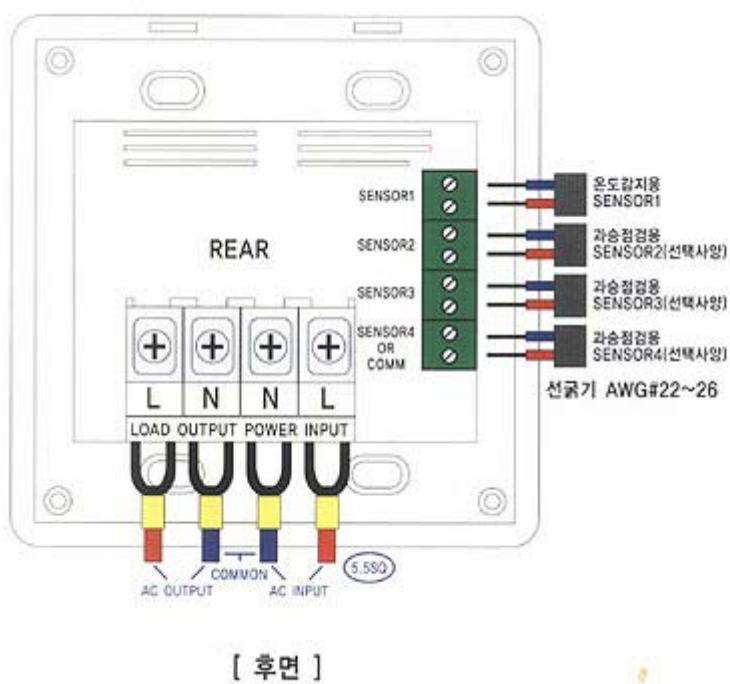 SENSOR1
온도감지용
SENSOR1
REAR
SENSOR2
과승점검용
SENSOR2(선택사양)
SENSOR3
과승점검용
SENSOR3(선택사양)
SENSOR4
OR
COMM
과승점검용
SENSOR4(선택사양)
선굵기 AWG#22~26
L N N L
LOAD OUTPUT POWER INPUT
COMMON
5.5SQ
AC OUTPUT
AC INPUT
[ 후면 ]